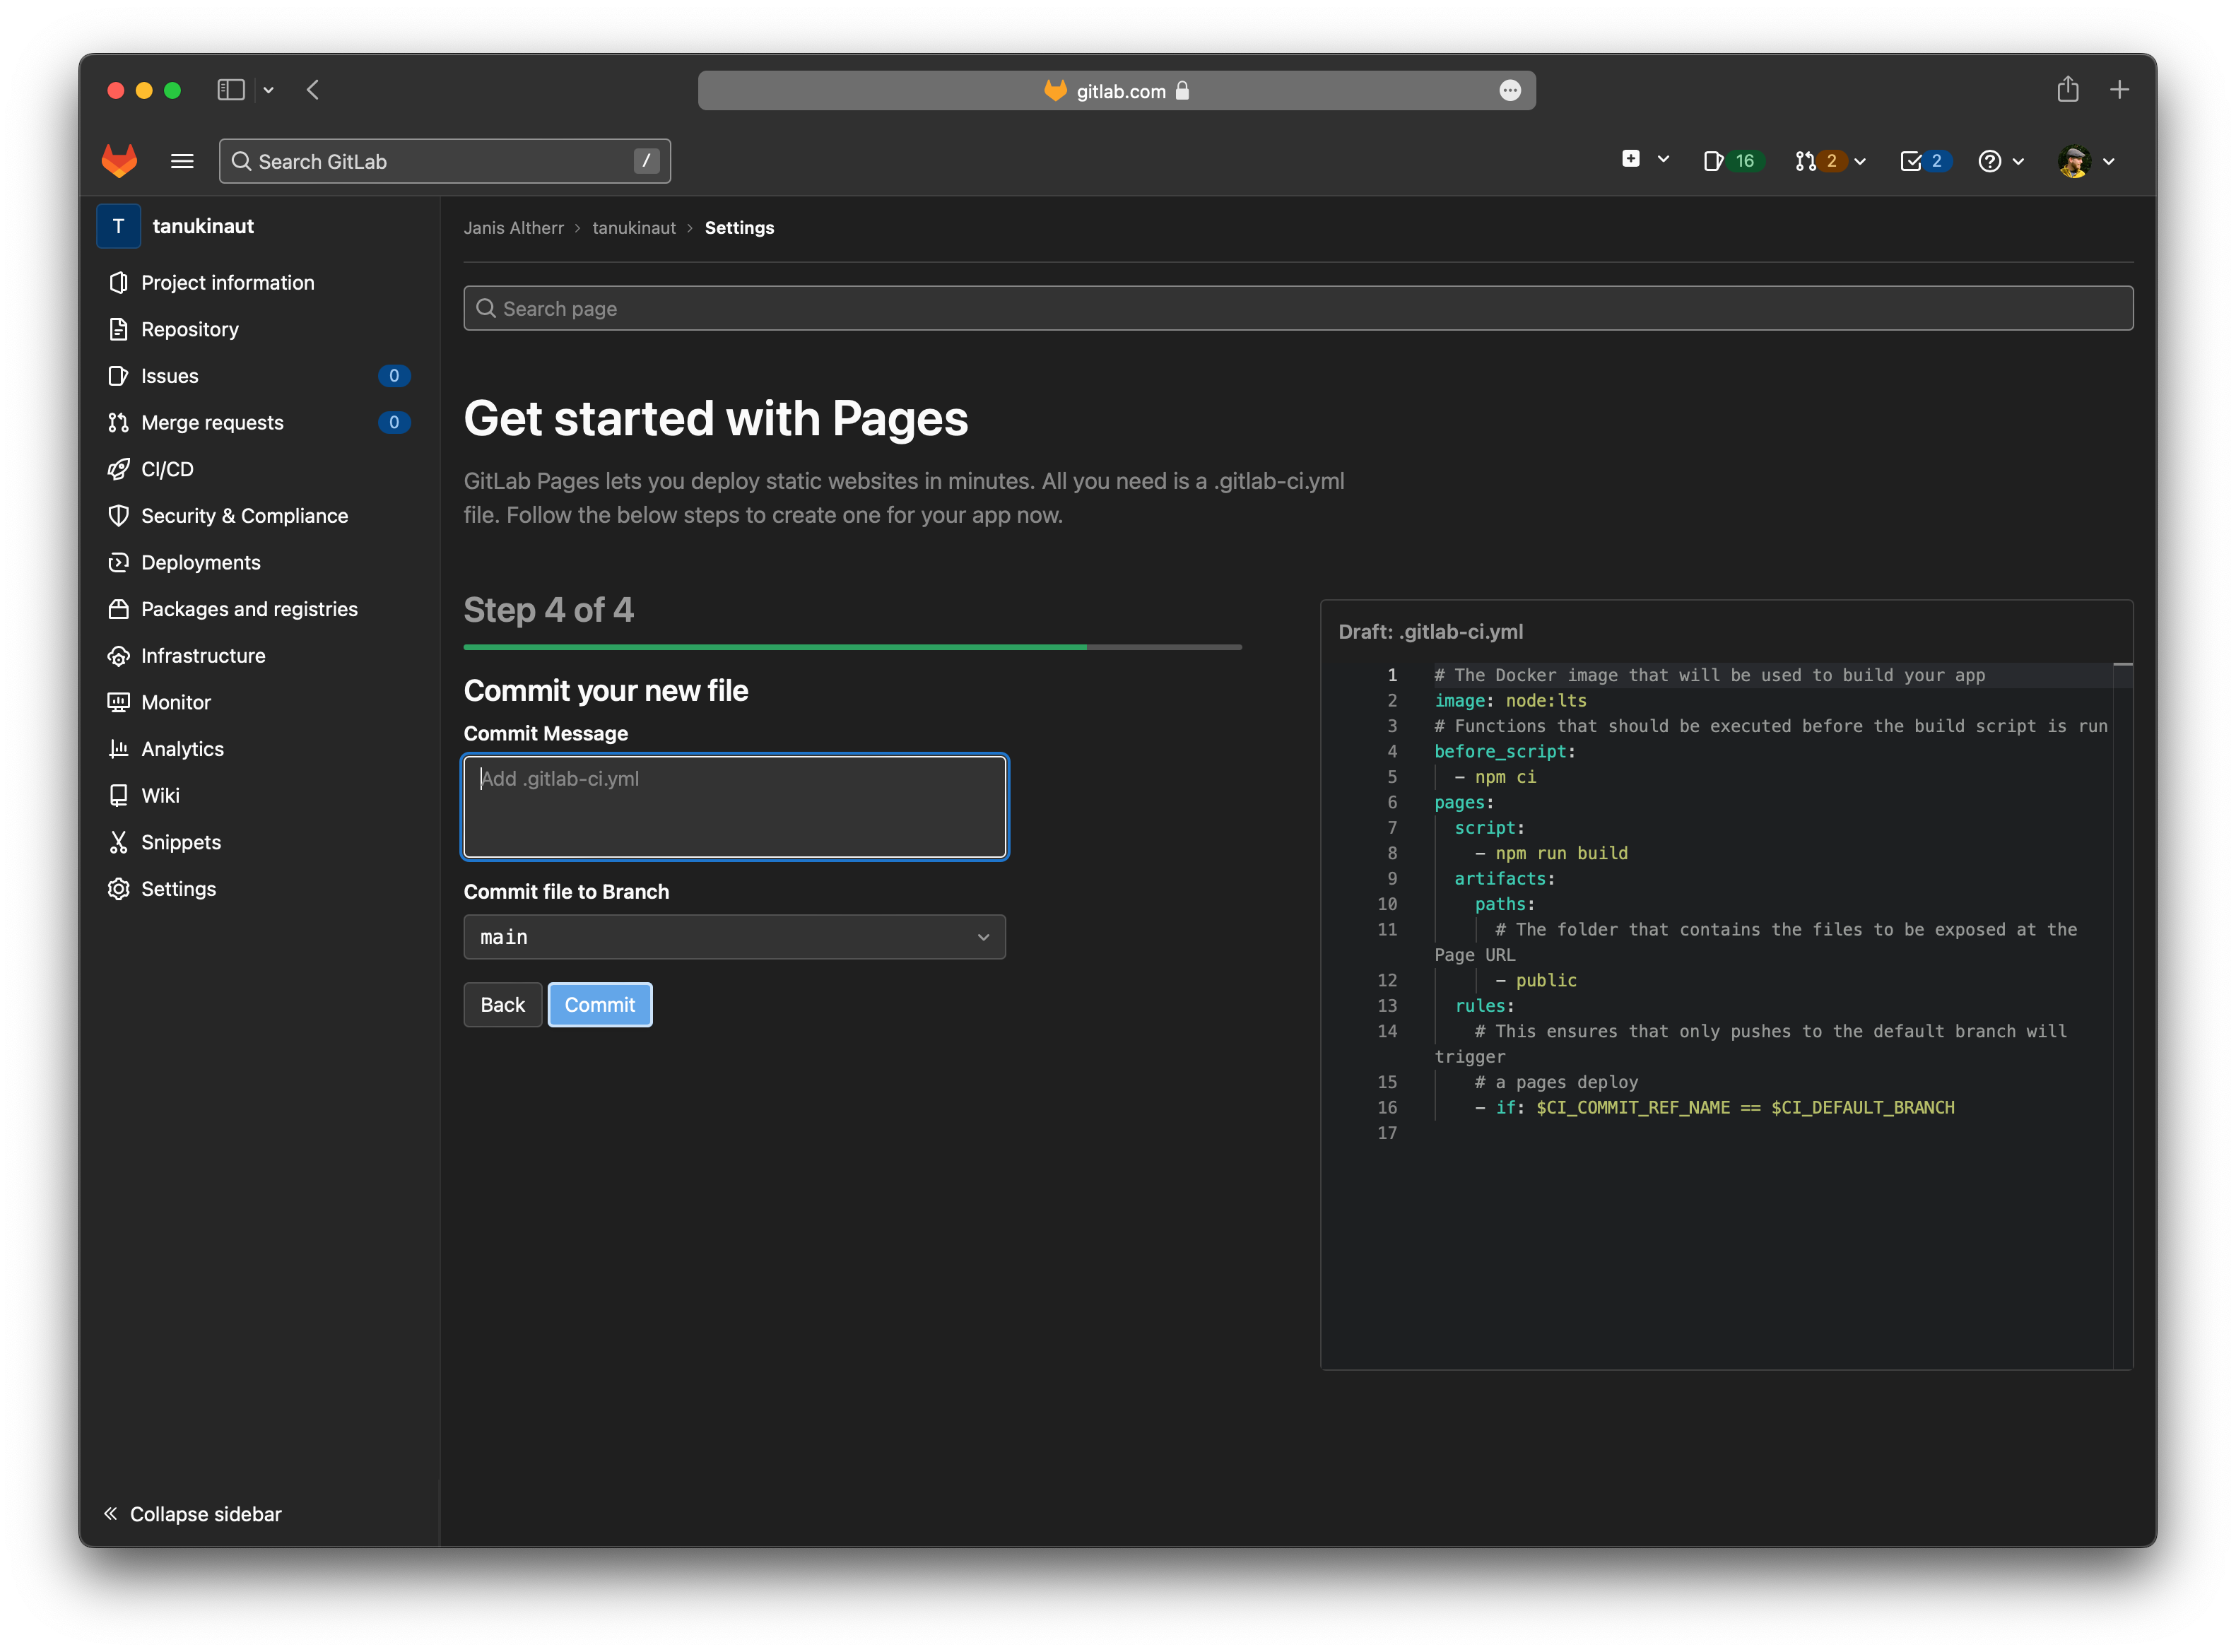 gitlab.com
Search GitLab /
16 2 2
T tanukinaut
Project information
Repository
Issues 0
Merge requests 0
CI/CD
Security & Compliance
Deployments
Packages and registries
Infrastructure
Monitor
Analytics
Wiki
Snippets
Settings
Collapse sidebar
Janis Altherr > tanukinaut > Settings
Search page
Get started with Pages
GitLab Pages lets you deploy static websites in minutes. All you need is a .gitlab-ci.yml
file. Follow the below steps to create one for your app now.
Step 4 of 4
Commit your new file
Commit Message
Add .gitlab-ci.yml
Commit file to Branch
main
Back Commit
Draft: .gitlab-ci.yml
1 # The Docker image that will be used to build your app
2 image: node:lts
3 # Functions that should be executed before the build script is run
4 before_script:
5   - npm ci
6 pages:
7   script:
8     - npm run build
9   artifacts:
10     paths:
11       # The folder that contains the files to be exposed at the
Page URL
12       - public
13   rules:
14     # This ensures that only pushes to the default branch will
trigger
15     # a pages deploy
16     - if: $CI_COMMIT_REF_NAME == $CI_DEFAULT_BRANCH
17